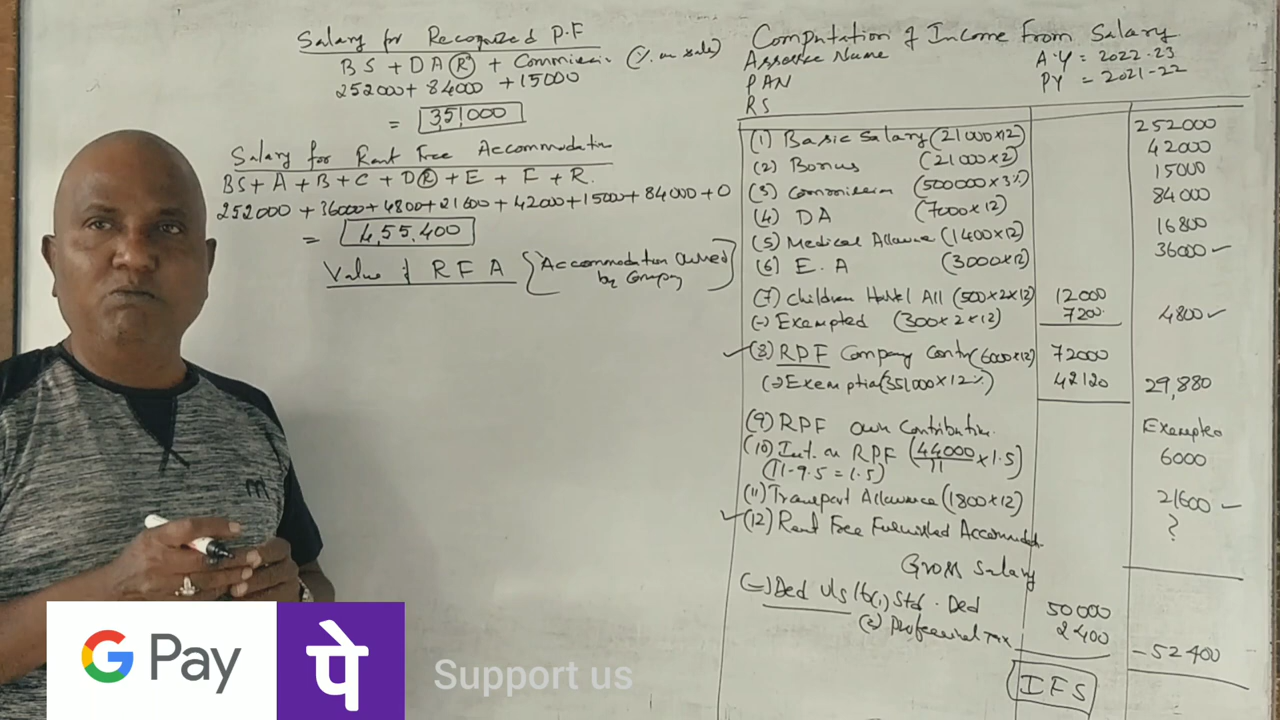 Salary for Recognized P.F
BS + DA (R) + Commission (% on sale)
252000 + 84000 + 15000
= 351000
Salary for Rent Free Accommodation
BS + A + B + C + D(R) + E + F + R.
252000 + 36000 + 4800 + 21600 + 42000 + 15000 + 84000 + 0
= 4,55,400
Value of R F A {Accommodation Owned by Company}
Computation of Income From Salary
Assessee Name A.Y = 2022-23
PAN PY = 2021-22
RS
(1) Basic Salary (21000x12) 252000
(2) Bonus (21000x2) 42000
(3) Commission (500000x3%) 15000
(4) DA (7000x12) 84000
(5) Medical Allowance (1400x12) 16800
(6) E.A (3000x12) 36000 ✓
(7) Children Hostel All (500x2x12) 12000
(-) Exempted (300x2x12) 7200 4800 ✓
✓ (8) RPF Company Contr (6000x12) 72000
(-) Exemption (351000x12%) 42120 29,880
(9) RPF own Contribution. Exempted
(10) Int. on RPF (44000/11 x 1.5) 6000
(11-9.5=1.5)
(11) Transport Allowance (1800x12) 21600 ✓
✓ (12) Rent Free Furnished Accommodation ?
Gross Salary
(-) Ded u/s 16(1) Std. Ded 50000
(2) Professional Tax 2400 -52400
IFS
m
G Pay
पे
Support us